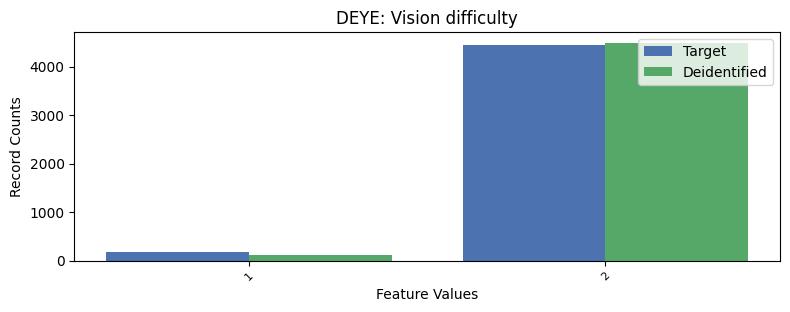 DEYE: Vision difficulty
Record Counts
4000
3000
2000
1000
0
Target
Deidentified
1
2
Feature Values